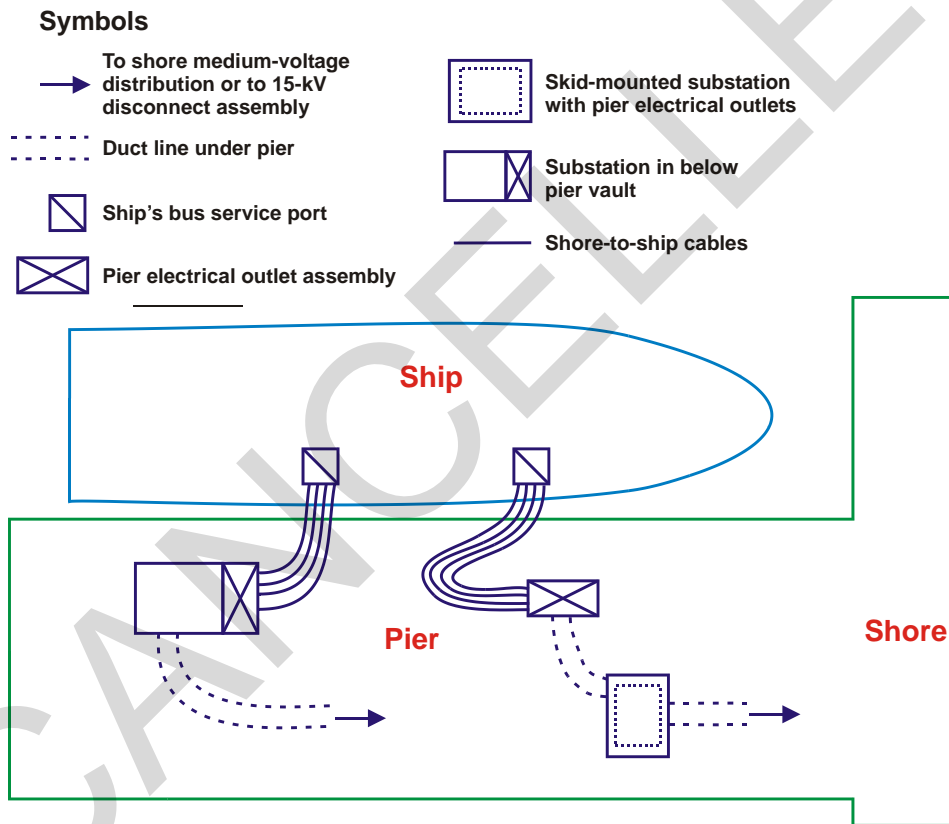 Symbols
To shore medium-voltage
distribution or to 15-kV
disconnect assembly
Duct line under pier
Ship's bus service port
Pier electrical outlet assembly
Skid-mounted substation
with pier electrical outlets
Substation in below
pier vault
Shore-to-ship cables
Ship
Pier
Shore
CANCELLE